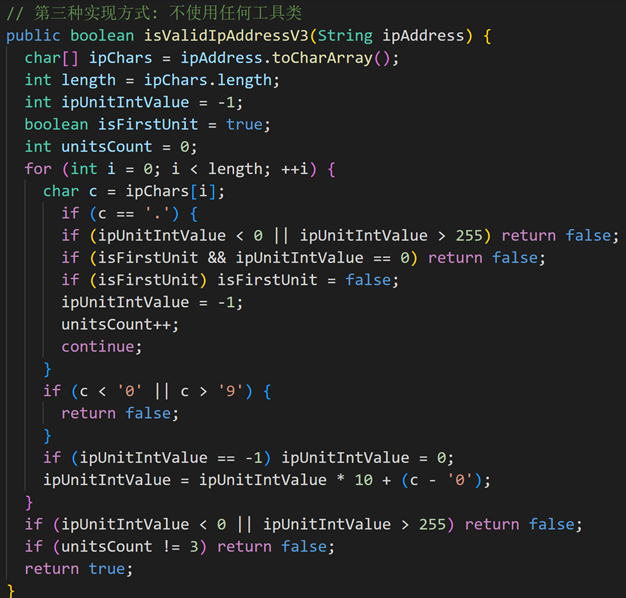 // 第三种实现方式: 不使用任何工具类
public boolean isValidIpAddressV3(String ipAddress) {
  char[] ipChars = ipAddress.toCharArray();
  int length = ipChars.length;
  int ipUnitIntValue = -1;
  boolean isFirstUnit = true;
  int unitsCount = 0;
  for (int i = 0; i < length; ++i) {
    char c = ipChars[i];
      if (c == '.') {
      if (ipUnitIntValue < 0 || ipUnitIntValue > 255) return false;
      if (isFirstUnit && ipUnitIntValue == 0) return false;
      if (isFirstUnit) isFirstUnit = false;
      ipUnitIntValue = -1;
      unitsCount++;
      continue;
    }
    if (c < '0' || c > '9') {
      return false;
    }
    if (ipUnitIntValue == -1) ipUnitIntValue = 0;
    ipUnitIntValue = ipUnitIntValue * 10 + (c - '0');
  }
  if (ipUnitIntValue < 0 || ipUnitIntValue > 255) return false;
  if (unitsCount != 3) return false;
  return true;
}